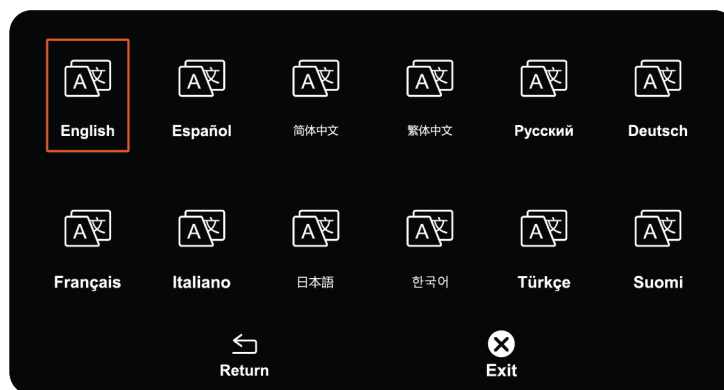 English Español 简体中文 繁体中文 Русский Deutsch
Français Italiano 日本語 한국어 Türkçe Suomi
Return Exit